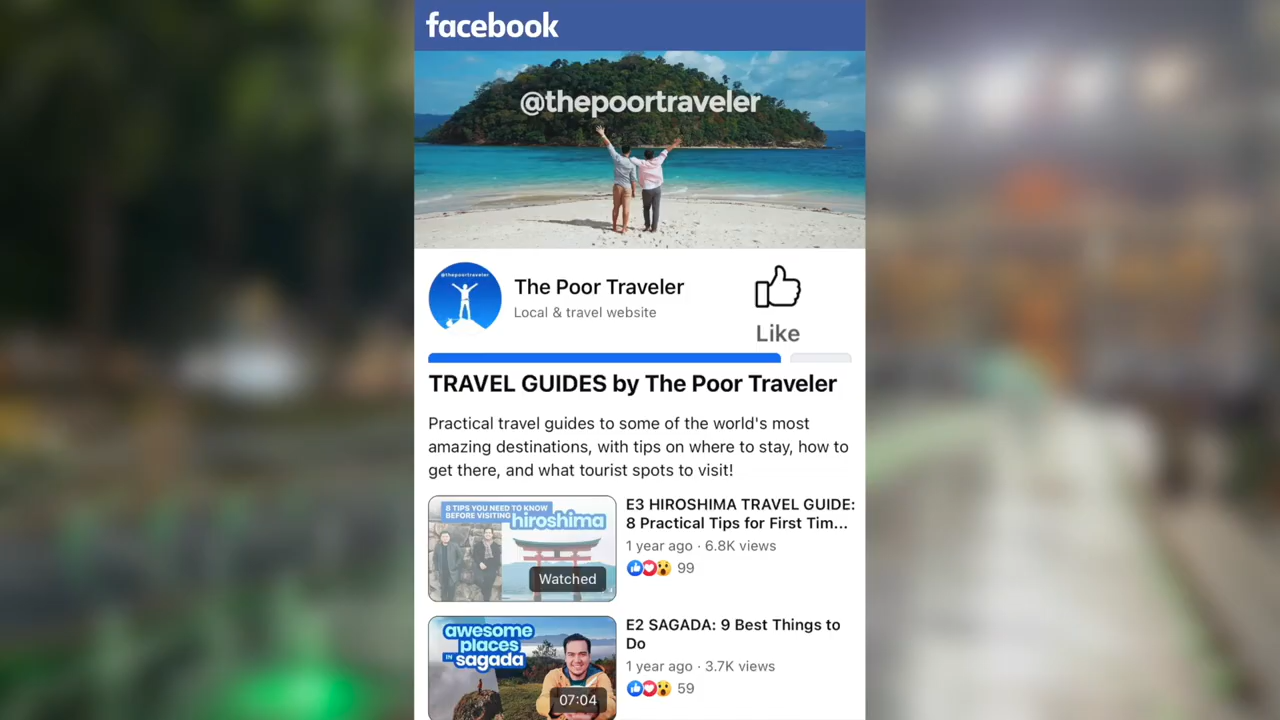 facebook
@thepoortraveler
@thepoortraveler
The Poor Traveler
Local & travel website
Like
TRAVEL GUIDES by The Poor Traveler
Practical travel guides to some of the world's most
amazing destinations, with tips on where to stay, how to
get there, and what tourist spots to visit!
8 TIPS YOU NEED TO KNOW
BEFORE VISITING
hiroshima
Watched
E3 HIROSHIMA TRAVEL GUIDE:
8 Practical Tips for First Tim...
1 year ago · 6.8K views
99
awesome
places
IN sagada
07:04
E2 SAGADA: 9 Best Things to
Do
1 year ago · 3.7K views
59